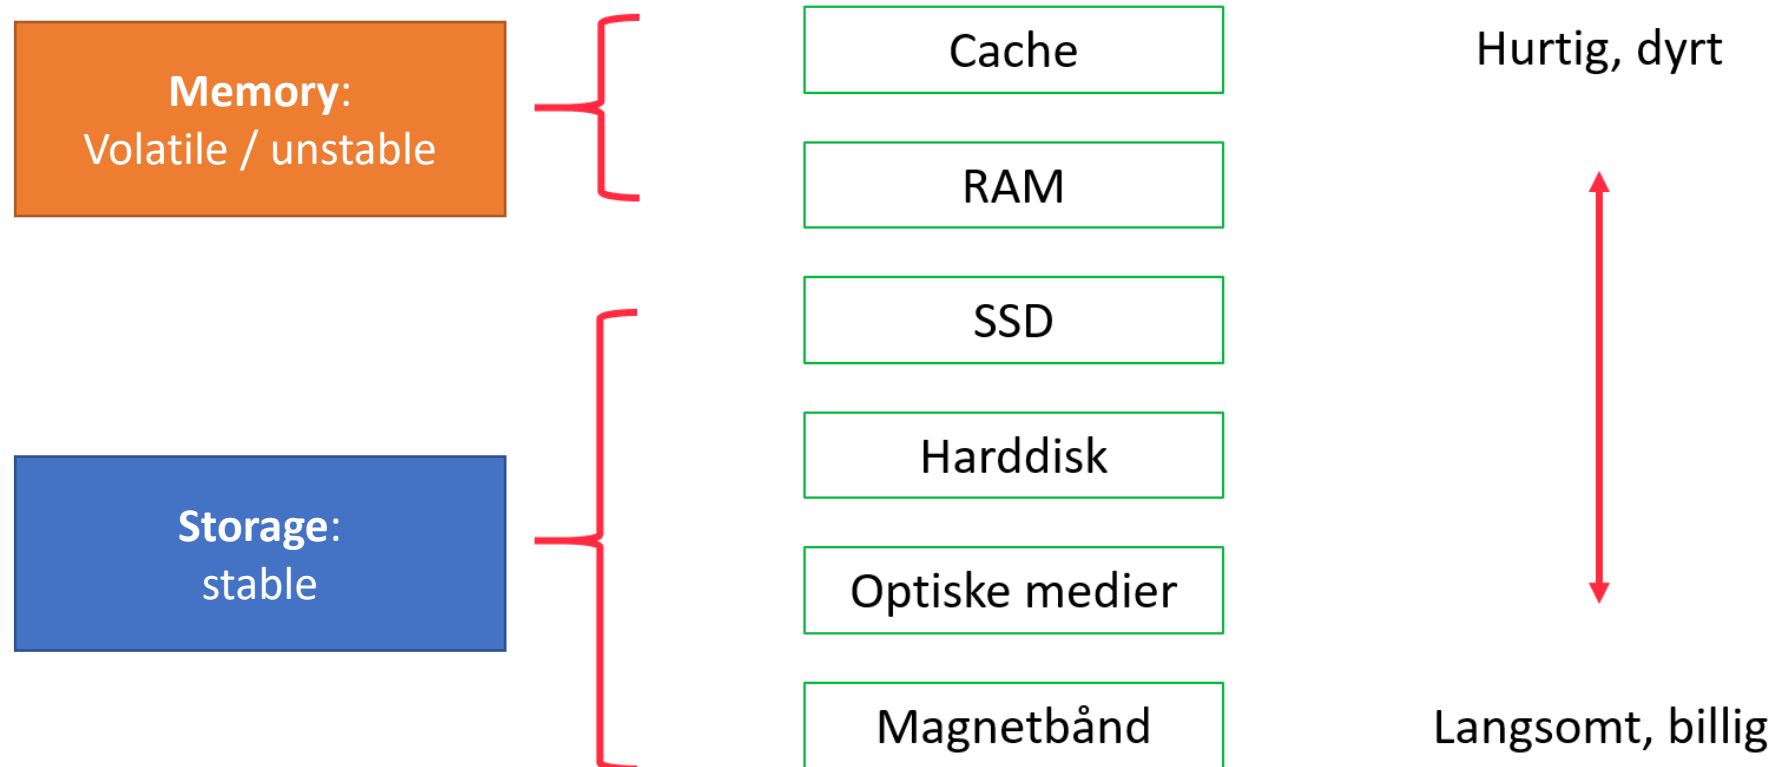 Memory:
Volatile / unstable
Cache
Hurtig, dyrt
RAM
SSD
Harddisk
Storage:
stable
Optiske medier
Magnetbånd
Langsomt, billig